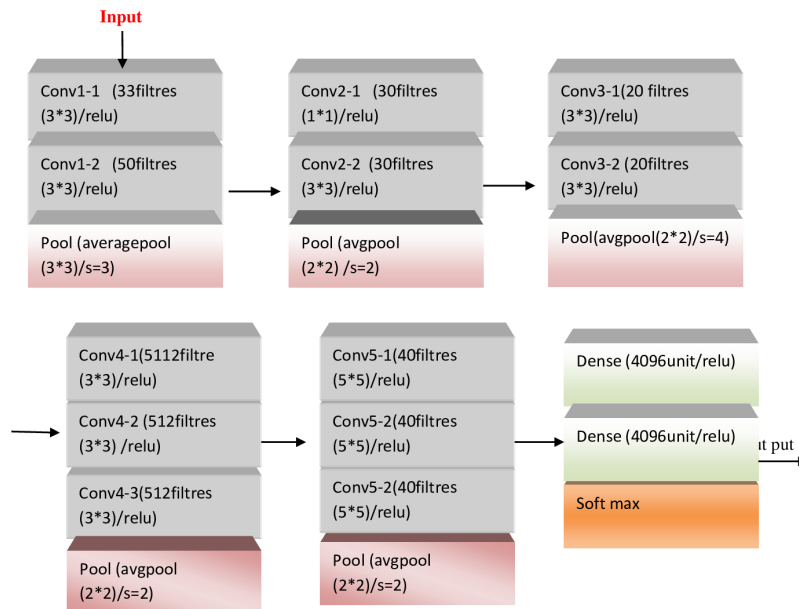 Input
Conv1-1 (33filtres
(3*3)/relu)
Conv1-2 (50filtres
(3*3)/relu)
Pool (averagepool
(3*3)/s=3)
Conv2-1 (30filtres
(1*1)/relu)
Conv2-2 (30filtres
(3*3)/relu)
Pool (avgpool
(2*2) /s=2)
Conv3-1(20 filtres
(3*3)/relu)
Conv3-2 (20filtres
(3*3)/relu)
Pool(avgpool(2*2)/s=4)
Conv4-1(5112filtre
(3*3)/relu)
Conv4-2 (512filtres
(3*3) /relu)
Conv4-3(512filtres
(3*3)/relu)
Pool (avgpool
(2*2)/s=2)
Conv5-1(40filtres
(5*5)/relu)
Conv5-2(40filtres
(5*5)/relu)
Conv5-2(40filtres
(5*5)/relu)
Pool (avgpool
(2*2)/s=2)
Dense (4096unit/relu)
Dense (4096unit/relu)
Soft max
put